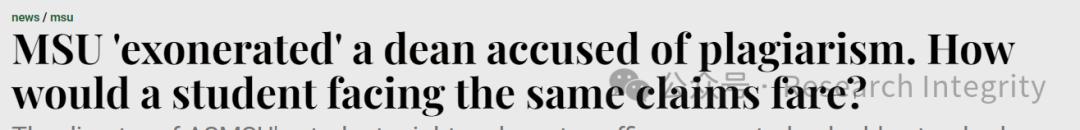 news / msu
MSU 'exonerated' a dean accused of plagiarism. How
would a student facing the same claims fare?
公众号 · Research Integrity